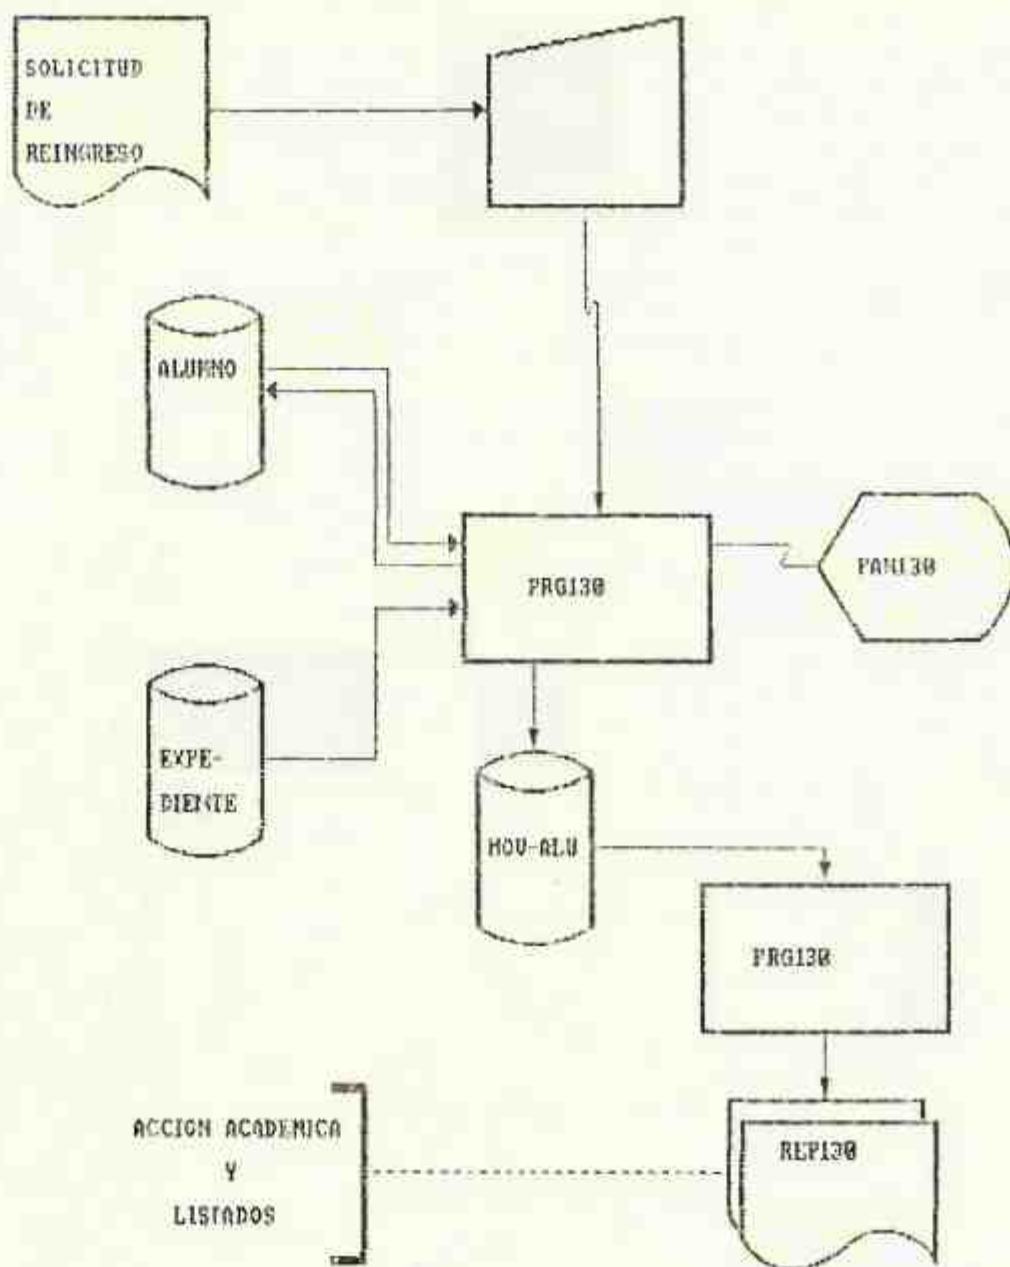 SOLICITUD
DE
REINGRESO
ALUMNO
PRG130
PAN130
EXPE-
DIENTE
MOV-ALU
PRG130
REP130
ACCION ACADEMICA
Y
LISTADOS